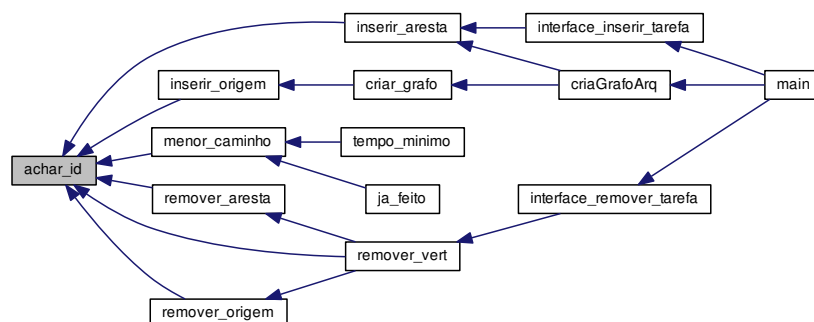 inserir_aresta
interface_inserir_tarefa
inserir_origem
criar_grafo
criaGrafoArq
main
menor_caminho
tempo_minimo
achar_id
remover_aresta
ja_feito
interface_remover_tarefa
remover_vert
remover_origem